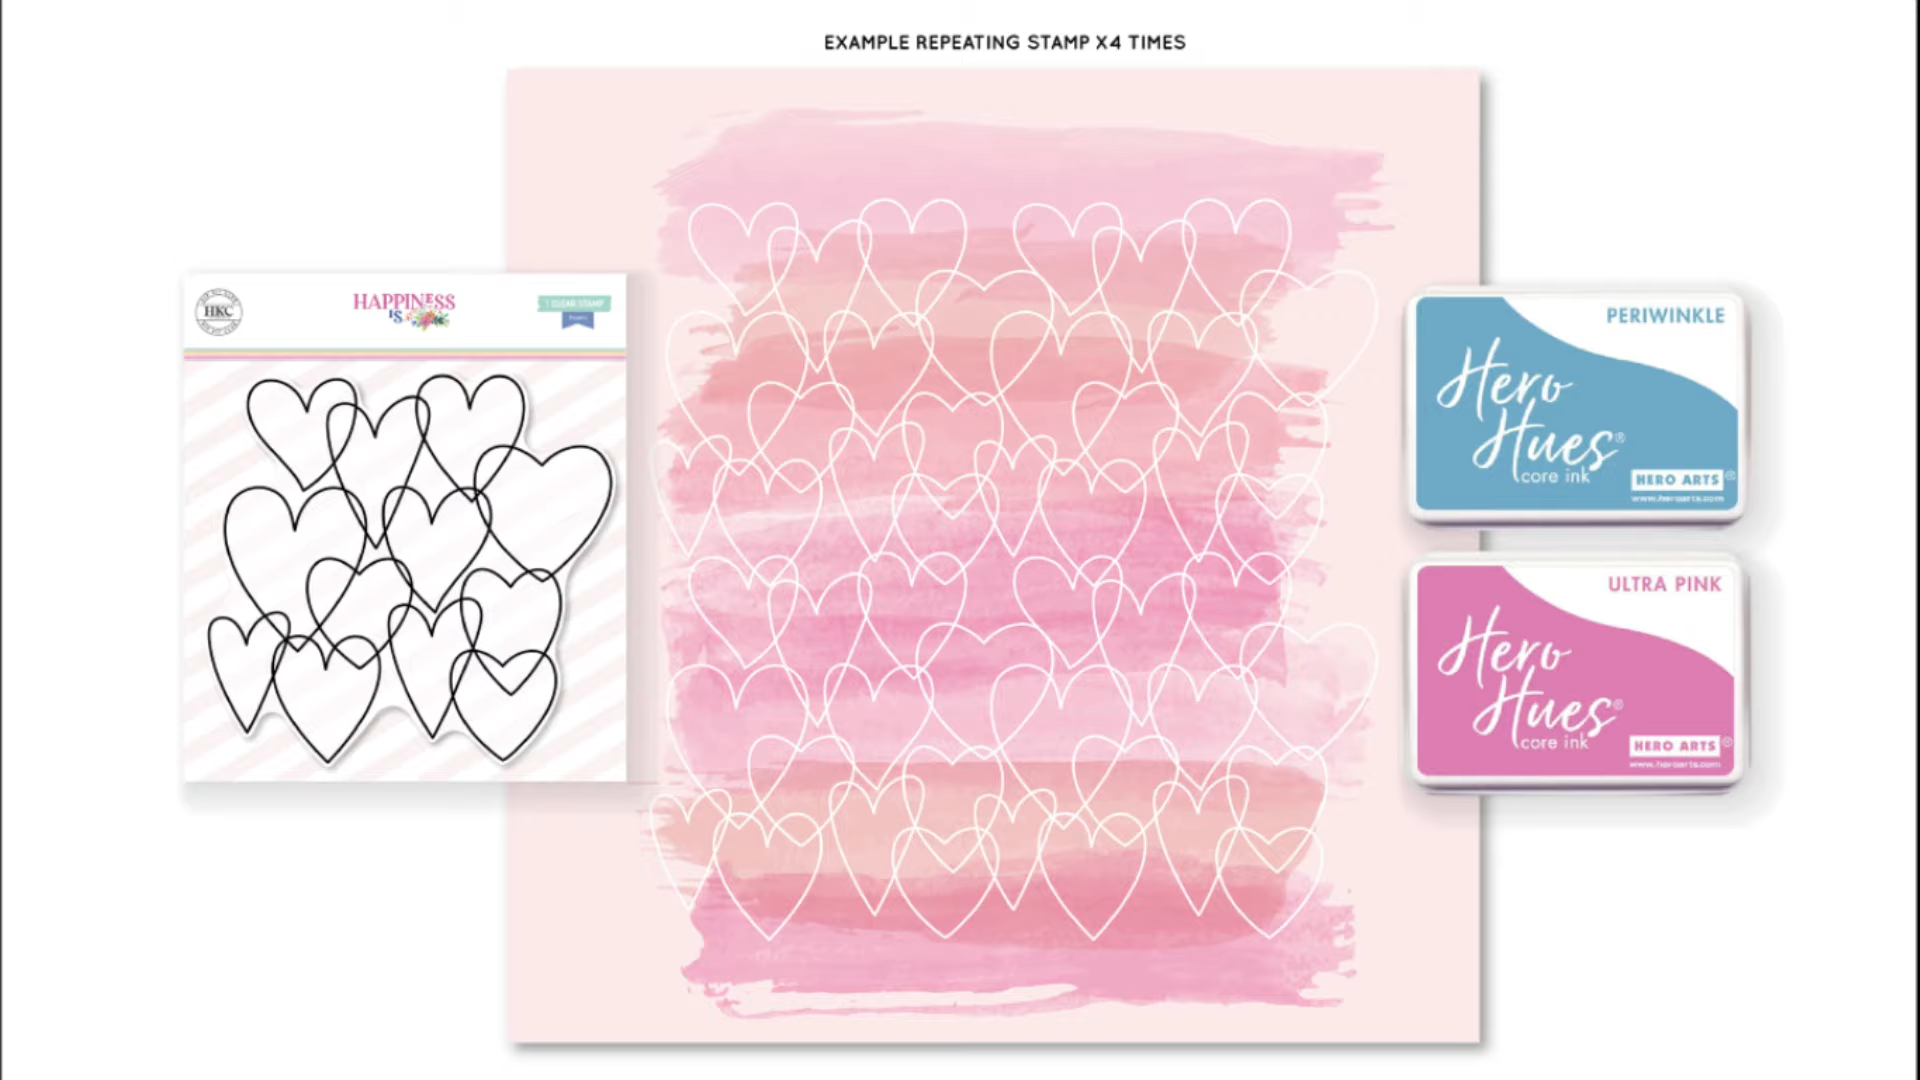 EXAMPLE REPEATING STAMP X4 TIMES
HKC
HAPPINESS
IS
1 CLEAR STAMP
PERIWINKLE
Hero
Hues®
core ink
HERO ARTS®
www.heroarts.com
ULTRA PINK
Hero
Hues®
core ink
HERO ARTS®
www.heroarts.com